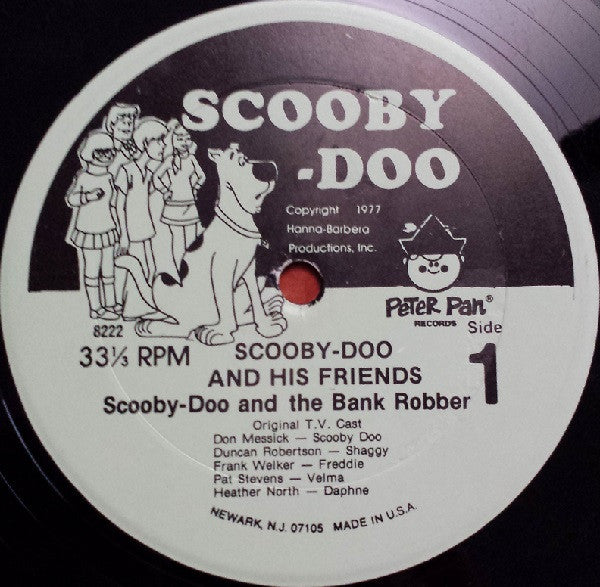 SCOOBY
-DOO
Copyright 1977
Hanna-Barbera
Productions, Inc.
PETER PAN®
RECORDS
8222
Side
1
33⅓ RPM
SCOOBY-DOO
AND HIS FRIENDS
Scooby-Doo and the Bank Robber
Original T.V. Cast
Don Messick — Scooby Doo
Duncan Robertson — Shaggy
Frank Welker — Freddie
Pat Stevens — Velma
Heather North — Daphne
NEWARK, N.J. 07105 MADE IN U.S.A.